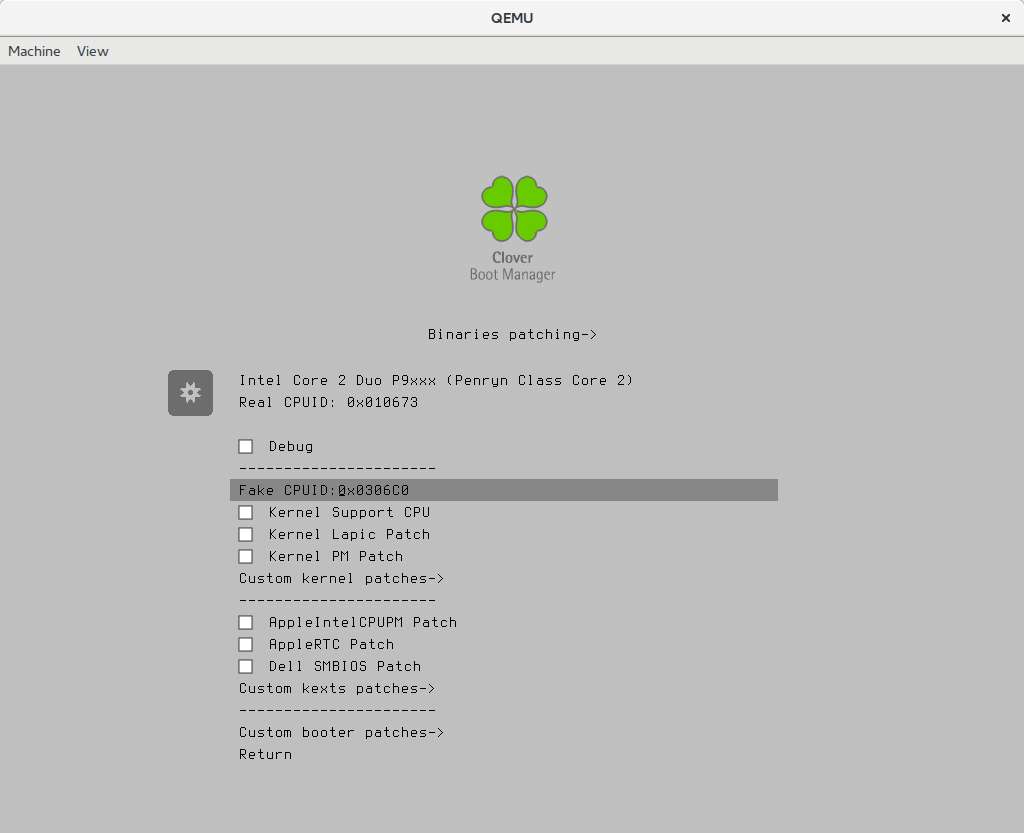 QEMU
Machine View
Clover
Boot Manager
Binaries patching->
Intel Core 2 Duo P9xxx (Penryn Class Core 2)
Real CPUID: 0x010673
Debug
----------------------
Fake CPUID:0x0306C0
Kernel Support CPU
Kernel Lapic Patch
Kernel PM Patch
Custom kernel patches->
----------------------
AppleIntelCPUPM Patch
AppleRTC Patch
Dell SMBIOS Patch
Custom kexts patches->
----------------------
Custom booter patches->
Return